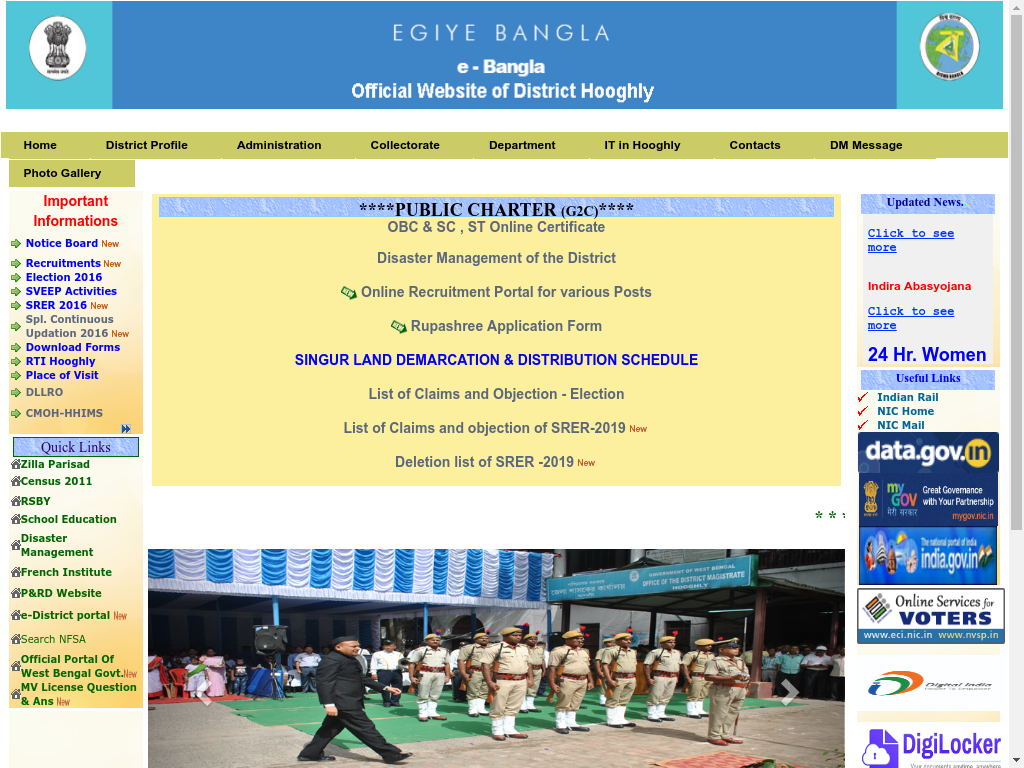 EGIYE BANGLA
e - Bangla
Official Website of District Hooghly
Home
District Profile
Administration
Collectorate
Department
IT in Hooghly
Contacts
DM Message
Photo Gallery
Important
Informations
Notice Board New
Recruitments New
Election 2016
SVEEP Activities
SRER 2016 New
Spl. Continuous
Updation 2016 New
Download Forms
RTI Hooghly
Place of Visit
DLLRO
CMOH-HHIMS
Quick Links
Zilla Parisad
Census 2011
RSBY
School Education
Disaster
Management
French Institute
P&RD Website
e-District portal New
Search NFSA
Official Portal Of
West Bengal Govt.New
MV License Question
& Ans New
****PUBLIC CHARTER (G2C)****
OBC & SC , ST Online Certificate
Disaster Management of the District
Online Recruitment Portal for various Posts
Rupashree Application Form
SINGUR LAND DEMARCATION & DISTRIBUTION SCHEDULE
List of Claims and Objection - Election
List of Claims and objection of SRER-2019 New
Deletion list of SRER -2019 New
* *
GOVERNMENT OF WEST BENGAL
OFFICE OF THE DISTRICT MAGISTRATE
HOOGHLY
Updated News.
Click to see
more
Indira Abasyojana
Click to see
more
24 Hr. Women
Useful Links
Indian Rail
NIC Home
NIC Mail
data.gov.in
my
GOV
मेरी सरकार
Great Governance
with Your Partnership
mygov.nic.in
The national portal of India
india.gov.in
Online Services for
VOTERS
www.eci.nic.in www.nvsp.in
Digital India
Power To Empower
DigiLocker
Your documents anytime, anywhere